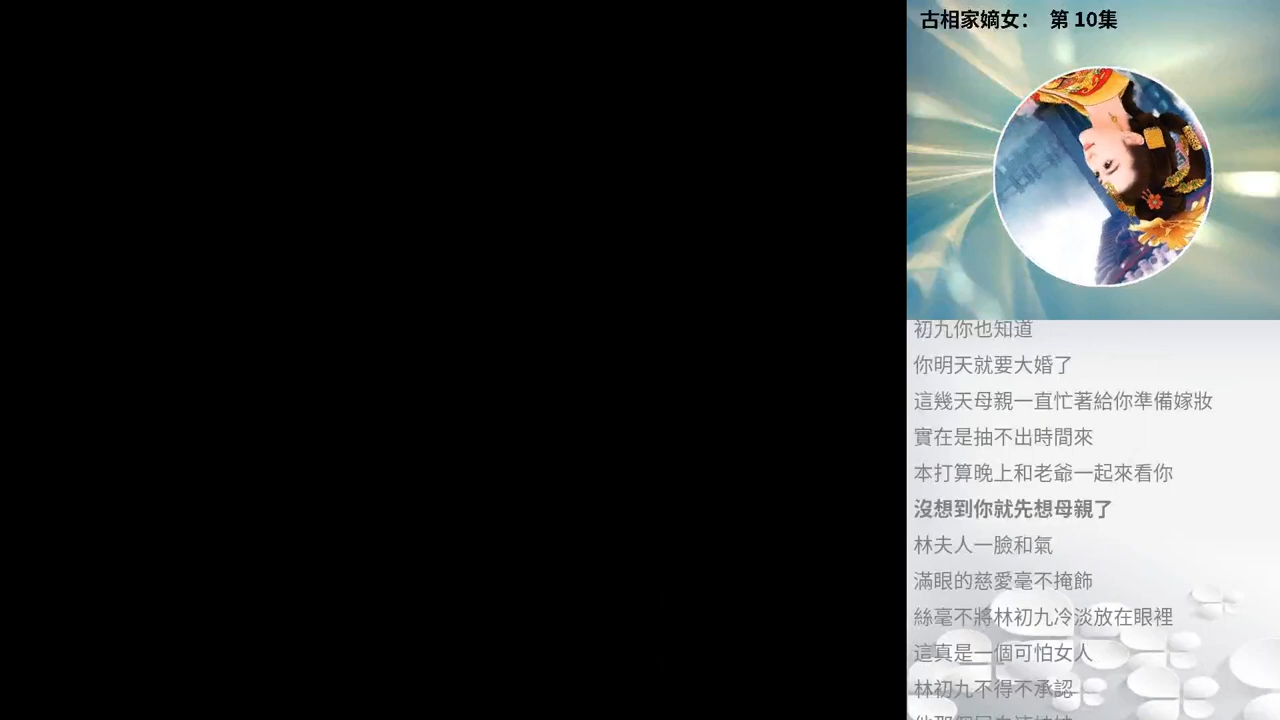 古相家嫡女： 第 10集
初九你也知道
你明天就要大婚了
這幾天母親一直忙著給你準備嫁妝
實在是抽不出時間來
本打算晚上和老爺一起來看你
沒想到你就先想母親了
林夫人一臉和氣
滿眼的慈愛毫不掩飾
絲毫不將林初九冷淡放在眼裡
這真是一個可怕女人
林初九不得不承認